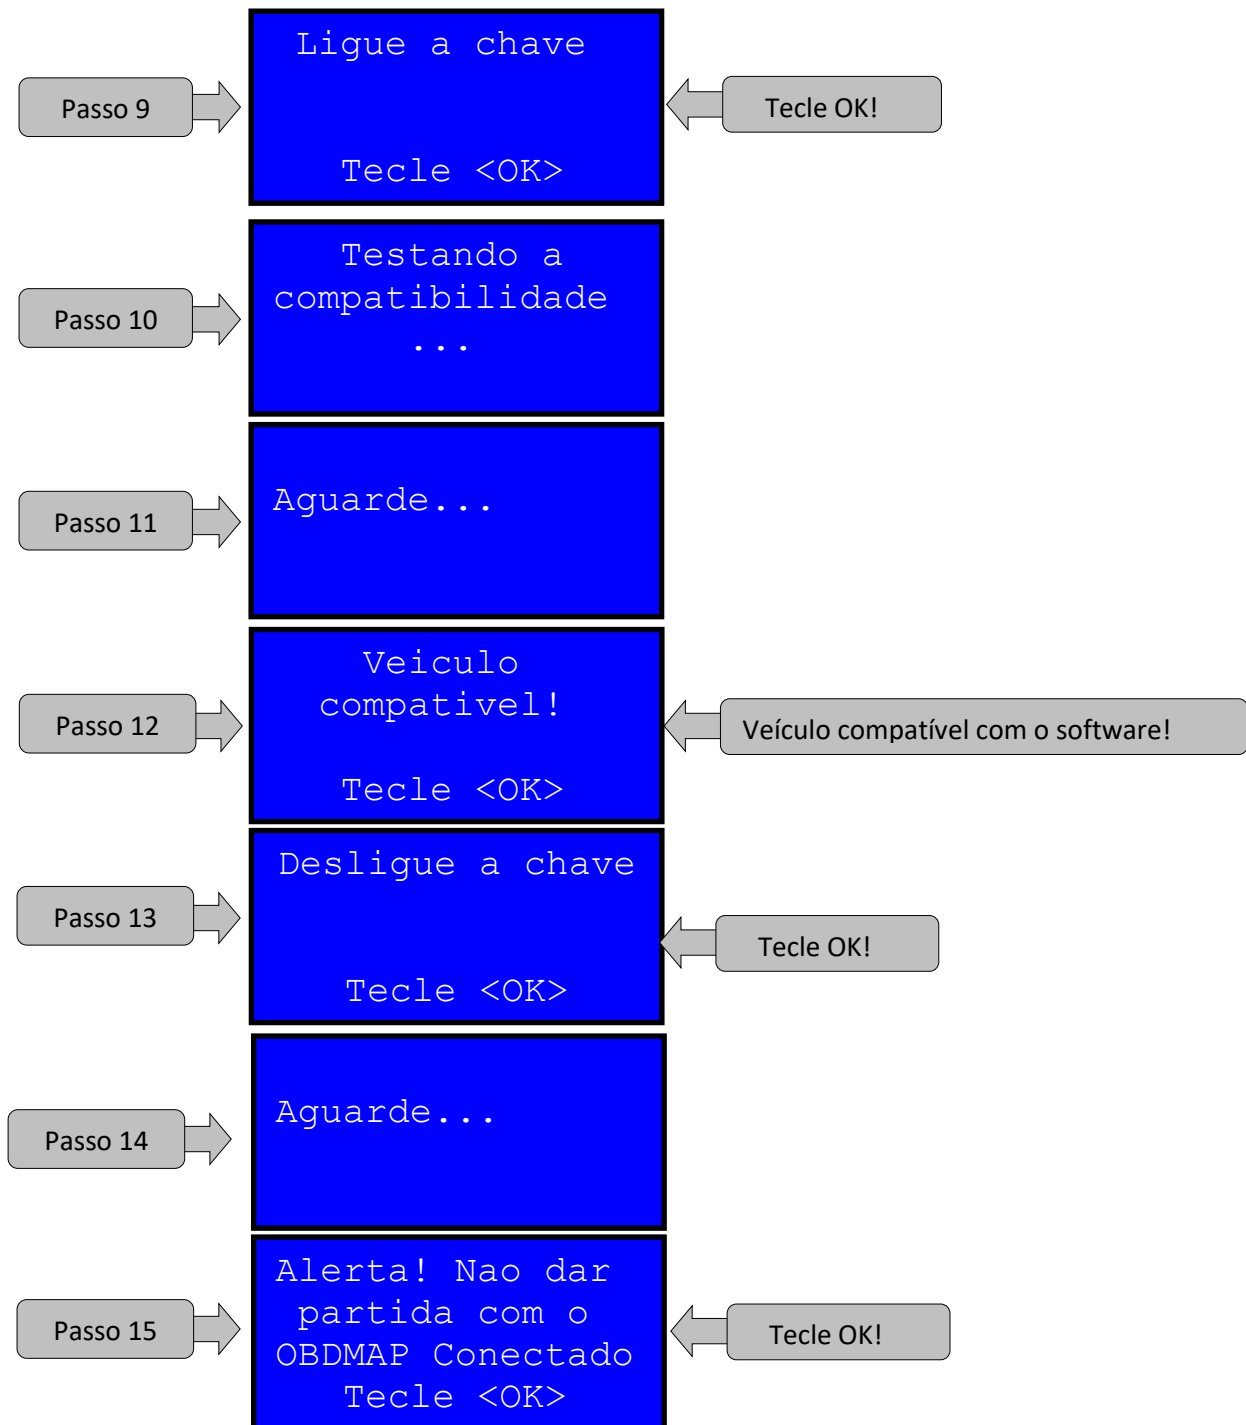 Passo 9
Ligue a chave
Tecle <OK>
Tecle OK!
Passo 10
Testando a
compatibilidade
...
Passo 11
Aguarde...
Passo 12
Veiculo
compativel!
Tecle <OK>
Veículo compatível com o software!
Passo 13
Desligue a chave
Tecle <OK>
Tecle OK!
Passo 14
Aguarde...
Passo 15
Alerta! Nao dar
partida com o
OBDMAP Conectado
Tecle <OK>
Tecle OK!